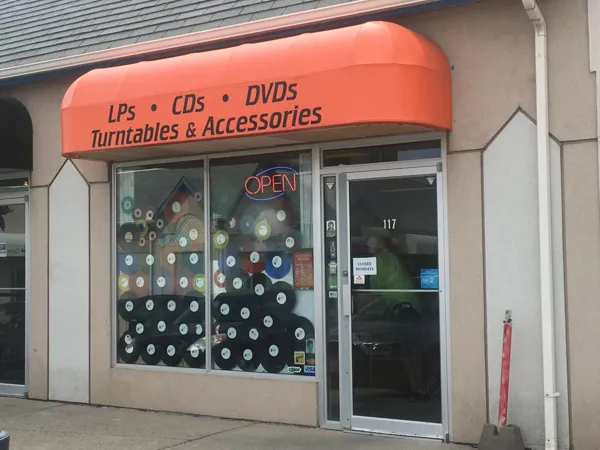 LPs • CDs • DVDs
Turntables & Accessories
OPEN
117
CLOSED
MONDAYS